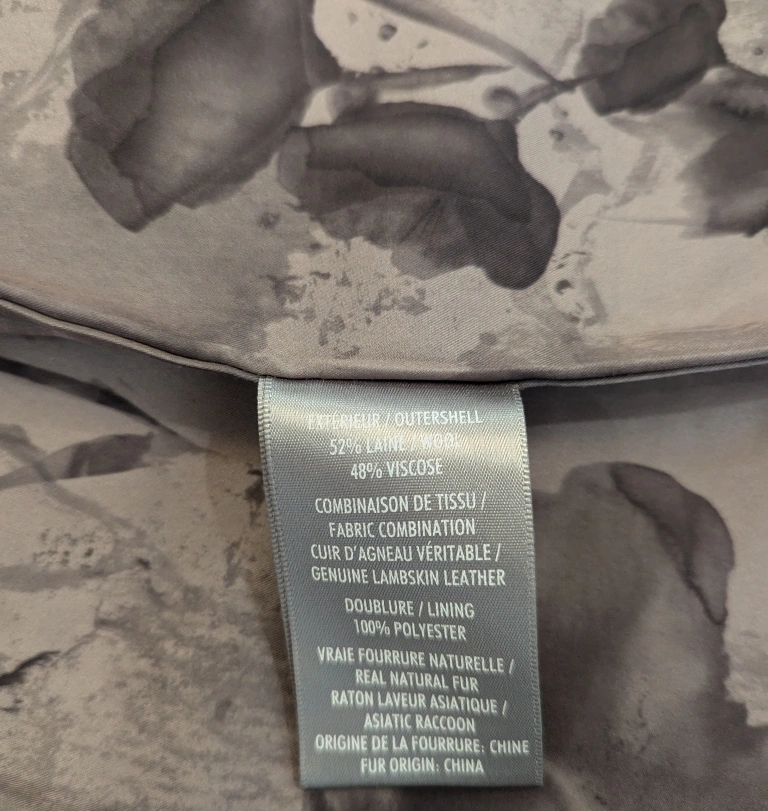 EXTÉRIEUR / OUTERSHELL
52% LAINE / WOOL
48% VISCOSE
COMBINAISON DE TISSU /
FABRIC COMBINATION
CUIR D'AGNEAU VÉRITABLE /
GENUINE LAMBSKIN LEATHER
DOUBLURE / LINING
100% POLYESTER
VRAIE FOURRURE NATURELLE /
REAL NATURAL FUR
RATON LAVEUR ASIATIQUE /
ASIATIC RACCOON
ORIGINE DE LA FOURRURE: CHINE
FUR ORIGIN: CHINA